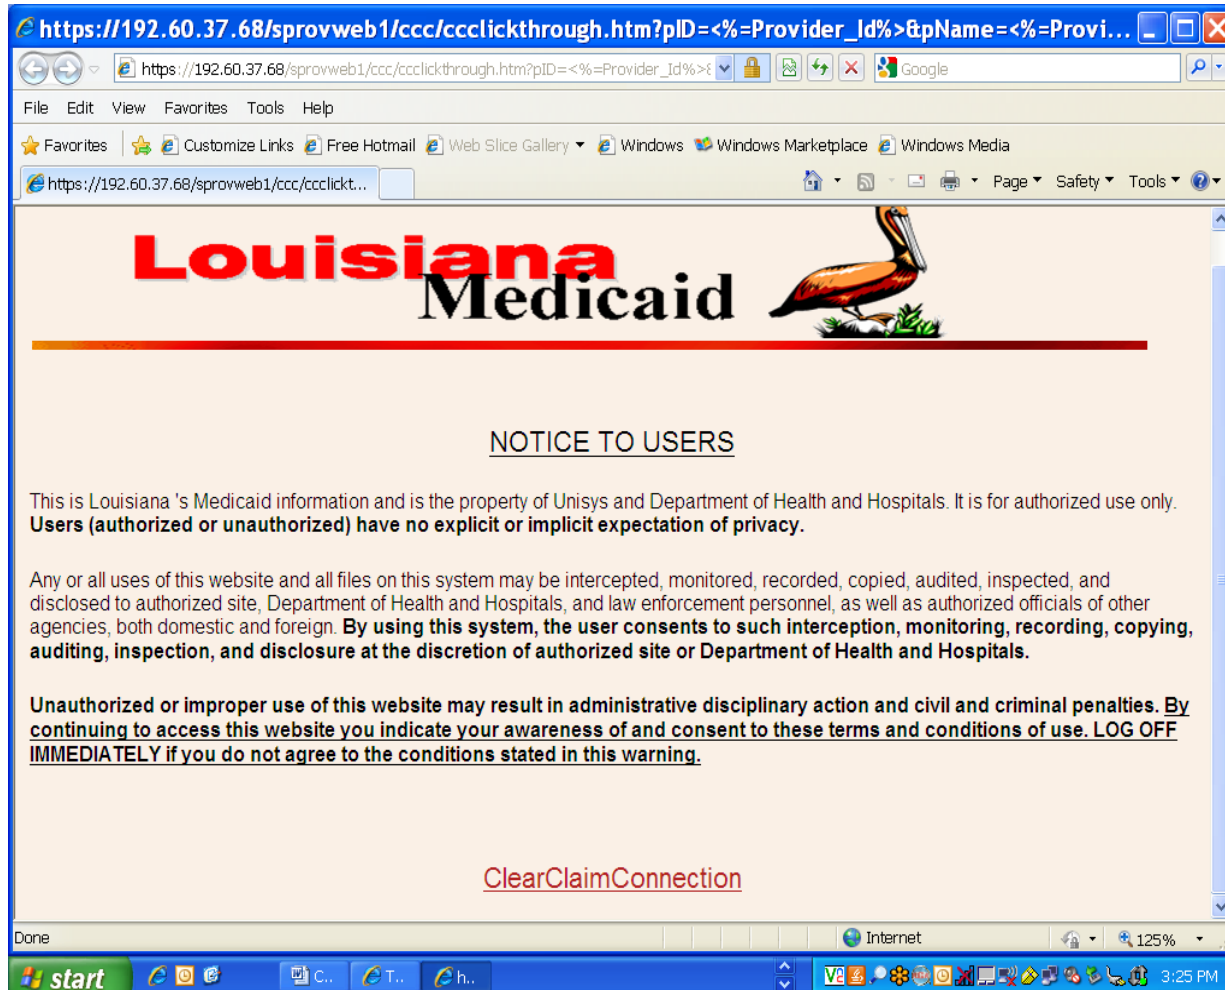 https://192.60.37.68/sprovweb1/ccc/ccclickthrough.htm?pID=<%=Provider_Id%>&pName=<%=Provi...
https://192.60.37.68/sprovweb1/ccc/ccclickthrough.htm?pID=<%=Provider_Id%>&
Google
File Edit View Favorites Tools Help
Favorites Customize Links Free Hotmail Web Slice Gallery Windows Windows Marketplace Windows Media
https://192.60.37.68/sprovweb1/ccc/ccclickt...
Page Safety Tools
Louisiana
Medicaid
NOTICE TO USERS
This is Louisiana 's Medicaid information and is the property of Unisys and Department of Health and Hospitals. It is for authorized use only.
Users (authorized or unauthorized) have no explicit or implicit expectation of privacy.
Any or all uses of this website and all files on this system may be intercepted, monitored, recorded, copied, audited, inspected, and
disclosed to authorized site, Department of Health and Hospitals, and law enforcement personnel, as well as authorized officials of other
agencies, both domestic and foreign. By using this system, the user consents to such interception, monitoring, recording, copying,
auditing, inspection, and disclosure at the discretion of authorized site or Department of Health and Hospitals.
Unauthorized or improper use of this website may result in administrative disciplinary action and civil and criminal penalties. By
continuing to access this website you indicate your awareness of and consent to these terms and conditions of use. LOG OFF
IMMEDIATELY if you do not agree to the conditions stated in this warning.
ClearClaimConnection
Done Internet 125%
start C.. T.. h.. 3:25 PM